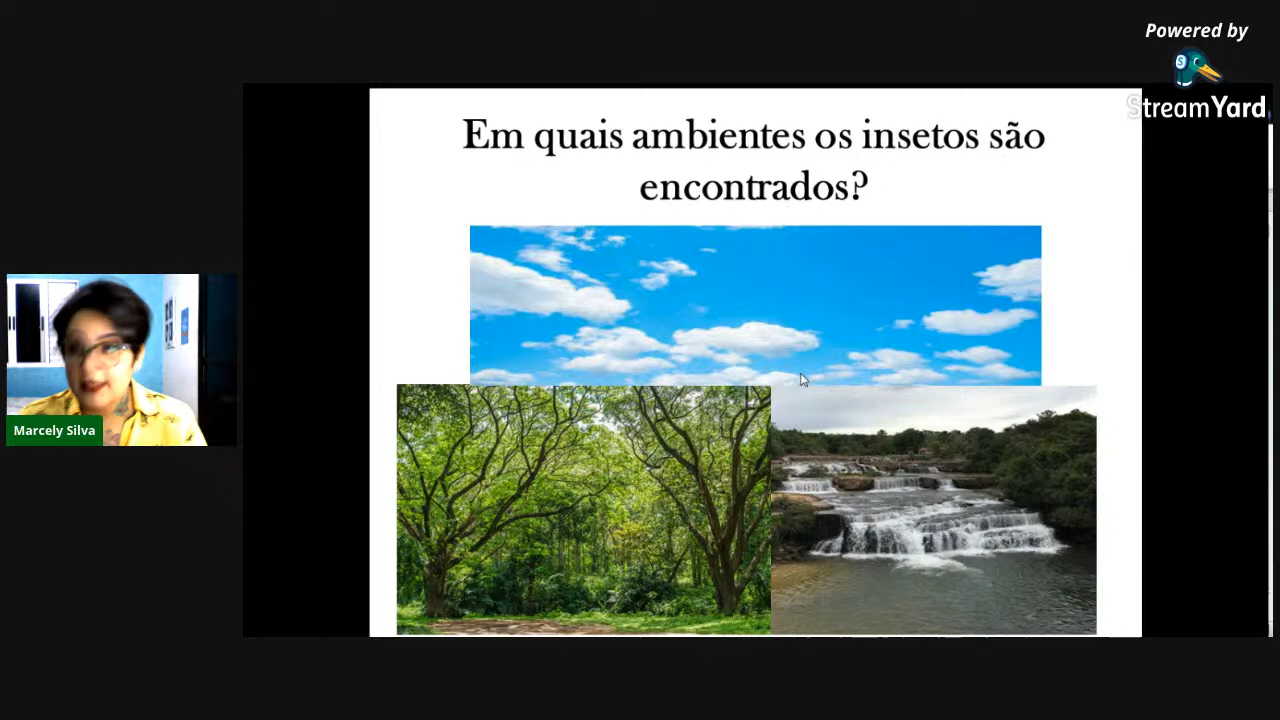 Powered by
StreamYard
Em quais ambientes os insetos são
encontrados?
Marcely Silva